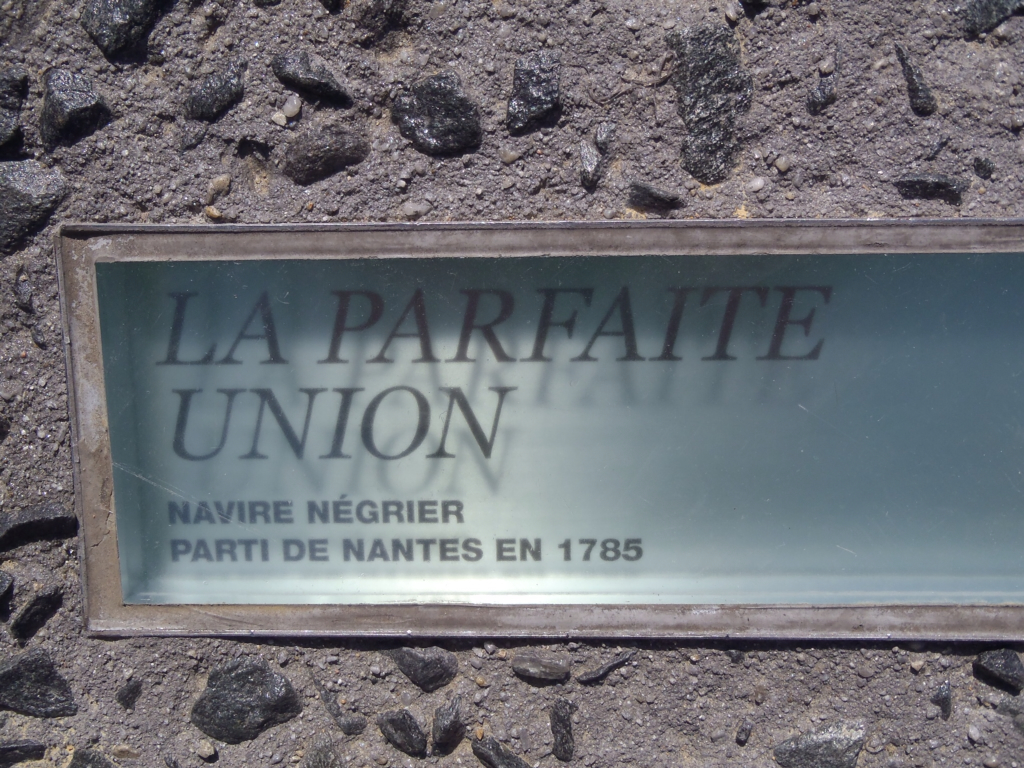 LA PARFAITE
UNION
NAVIRE NÉGRIER
PARTI DE NANTES EN 1785